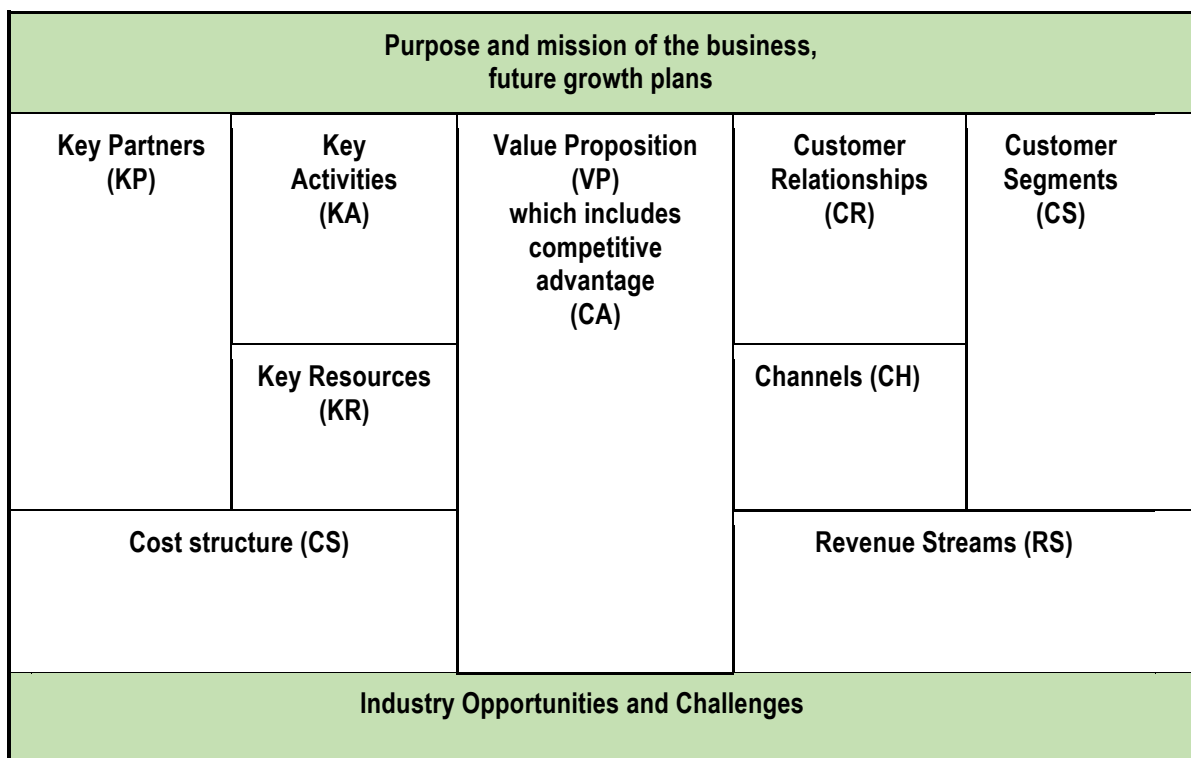 Purpose and mission of the business,
future growth plans
Key Partners
(KP)
Key
Activities
(KA)
Key Resources
(KR)
Value Proposition
(VP)
which includes
competitive
advantage
(CA)
Customer
Relationships
(CR)
Channels (CH)
Customer
Segments
(CS)
Cost structure (CS)
Revenue Streams (RS)
Industry Opportunities and Challenges